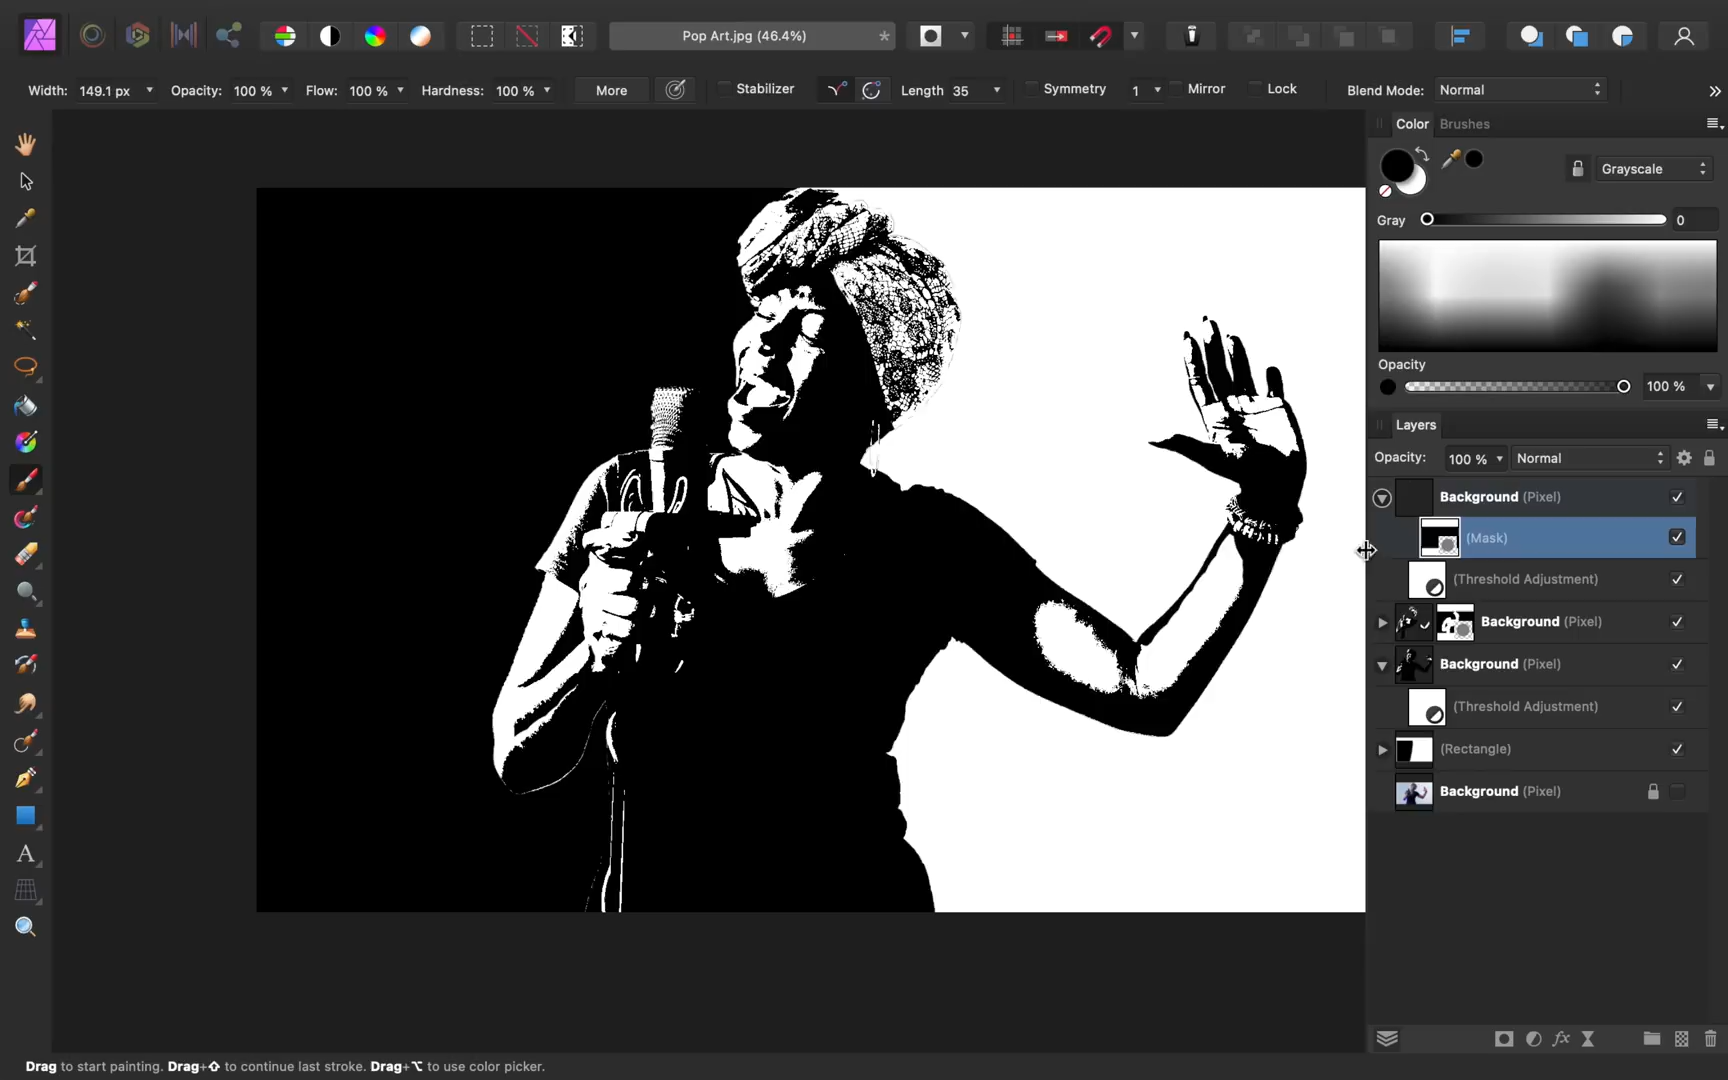 Pop Art.jpg (46.4%)
Width: 149.1 px Opacity: 100 % Flow: 100 % Hardness: 100 % More Stabilizer Length 35 Symmetry 1 Mirror Lock Blend Mode: Normal
Color Brushes
Grayscale
Gray 0
Opacity
100 %
Layers
Opacity: 100 % Normal
Background (Pixel)
(Mask)
(Threshold Adjustment)
Background (Pixel)
Background (Pixel)
(Threshold Adjustment)
(Rectangle)
Background (Pixel)
Drag to start painting. Drag+⇧ to continue last stroke. Drag+⌥ to use color picker.